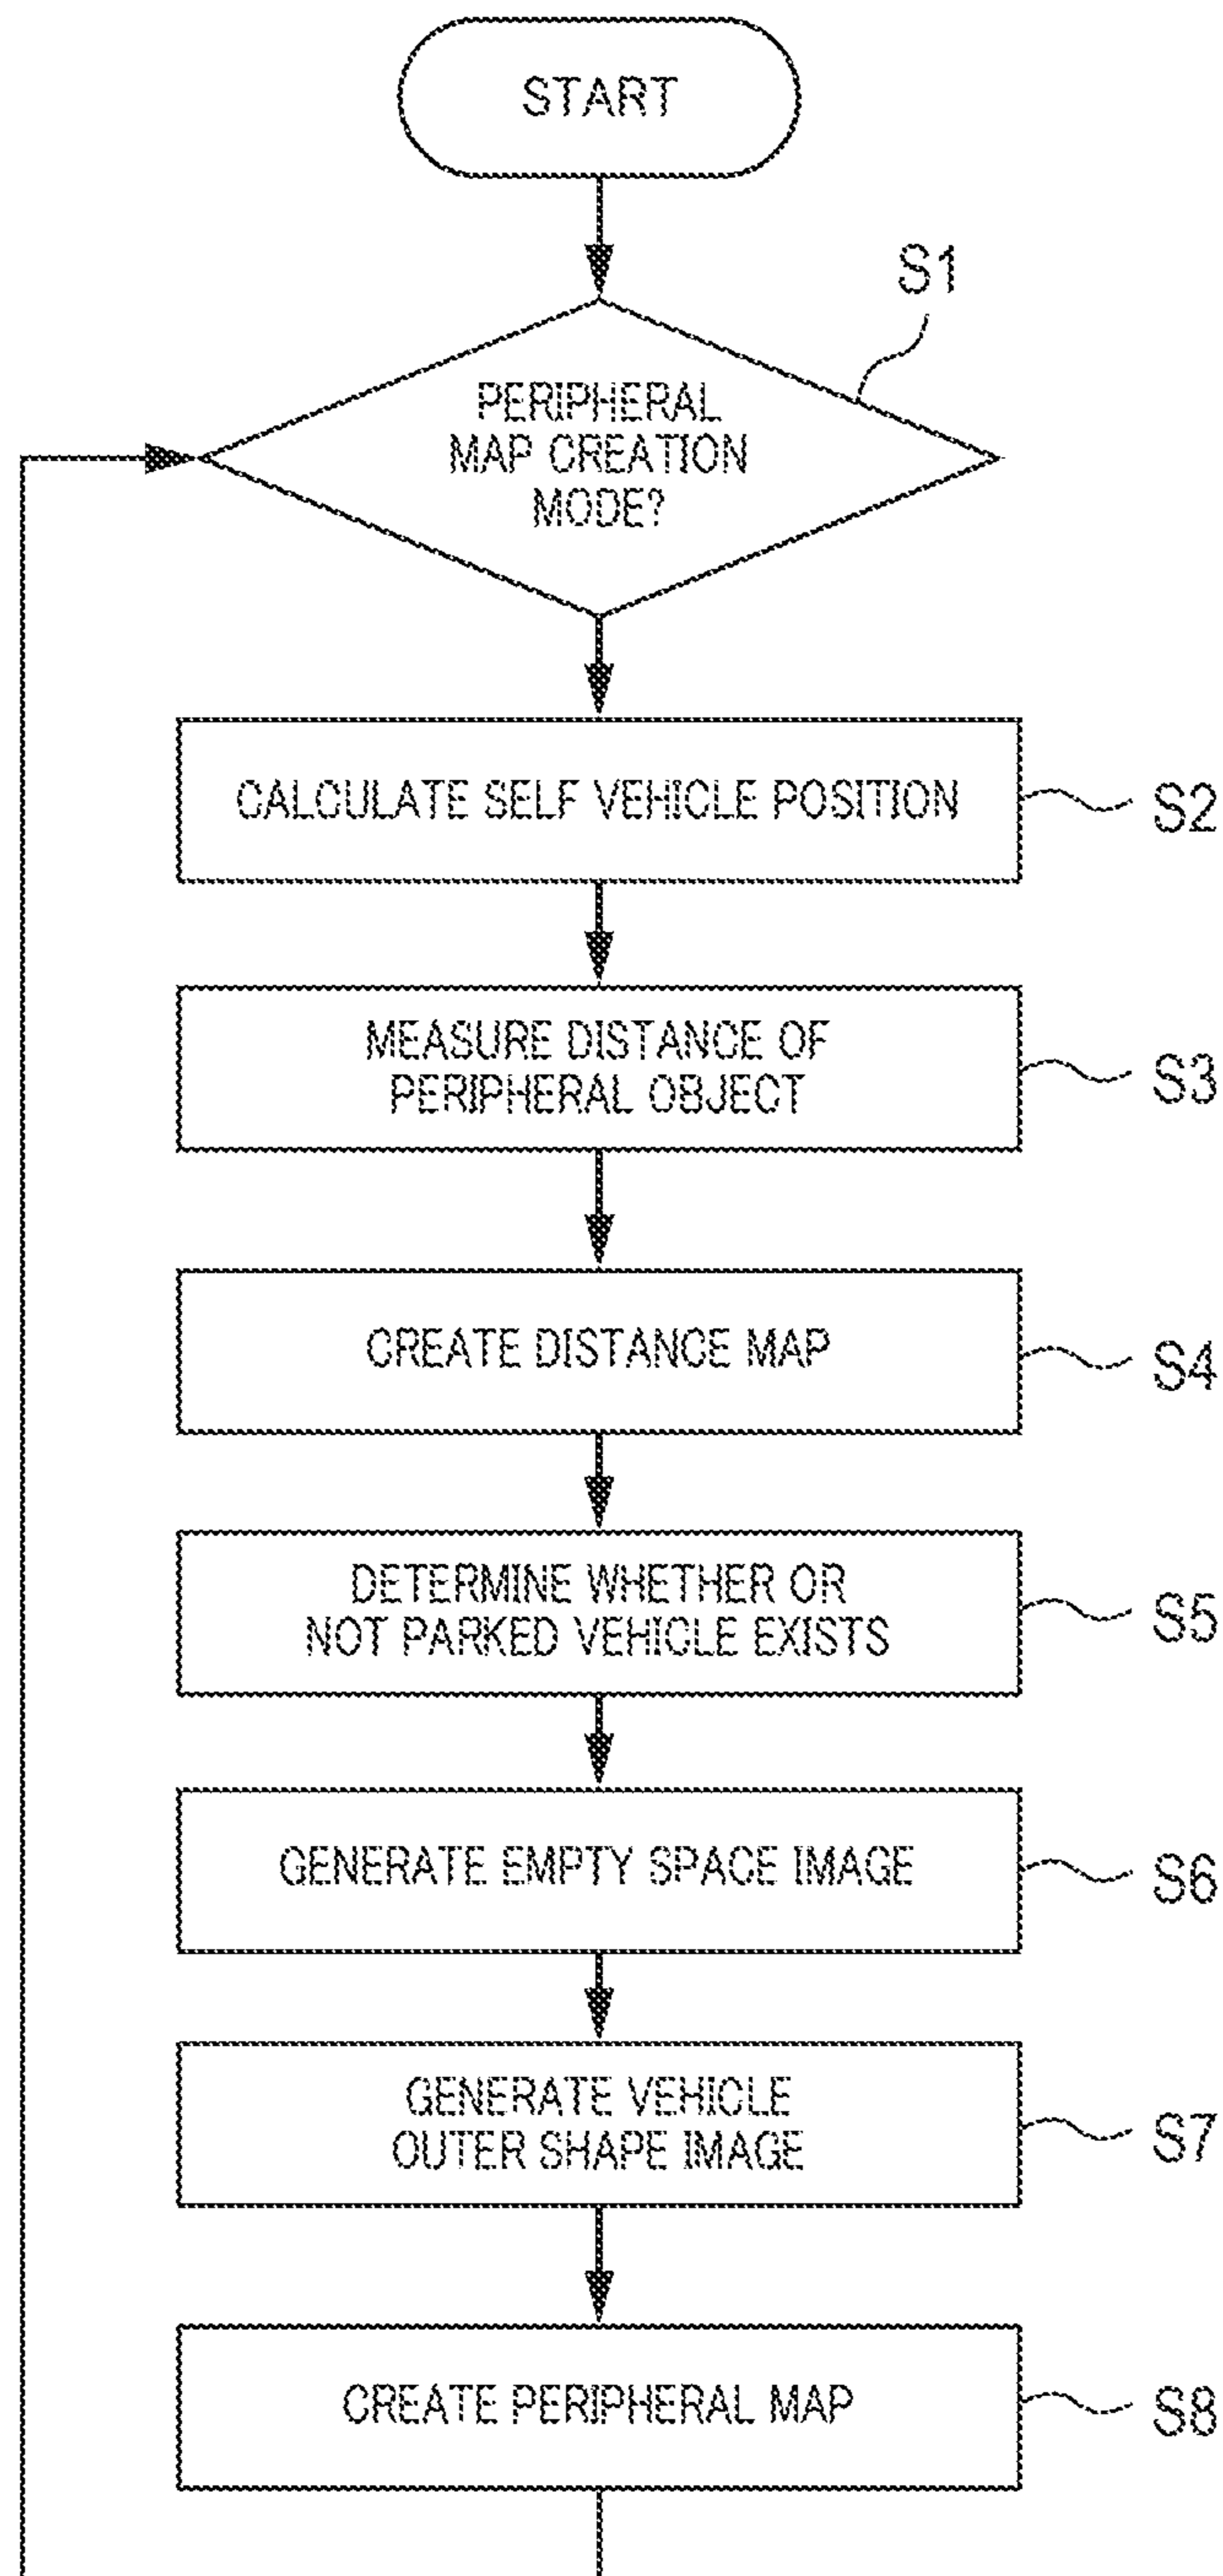 START
S1
PERIPHERAL
MAP CREATION
MODE?
CALCULATE SELF VEHICLE POSITION
S2
MEASURE DISTANCE OF
PERIPHERAL OBJECT
S3
CREATE DISTANCE MAP
S4
DETERMINE WHETHER OR
NOT PARKED VEHICLE EXISTS
S5
GENERATE EMPTY SPACE IMAGE
S6
GENERATE VEHICLE
OUTER SHAPE IMAGE
S7
CREATE PERIPHERAL MAP
S8